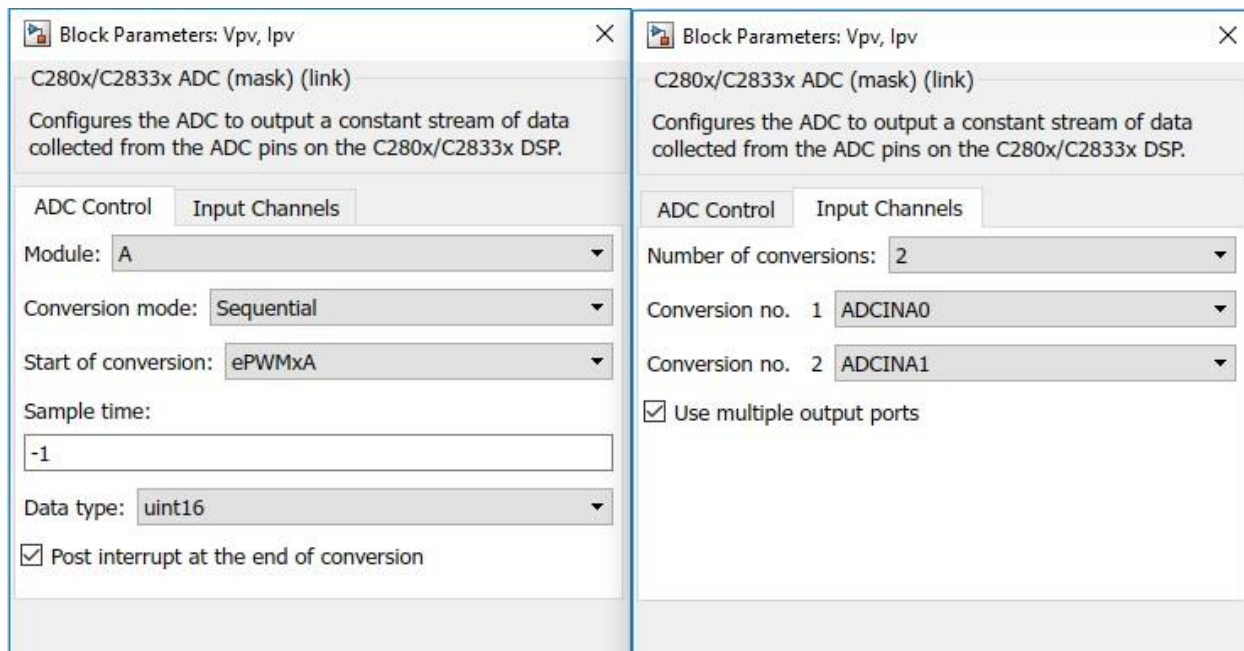 Block Parameters: Vpv, Ipv
C280x/C2833x ADC (mask) (link)
Configures the ADC to output a constant stream of data
collected from the ADC pins on the C280x/C2833x DSP.
ADC Control Input Channels
Module: A
Conversion mode: Sequential
Start of conversion: ePWMxA
Sample time:
-1
Data type: uint16
Post interrupt at the end of conversion
Block Parameters: Vpv, Ipv
C280x/C2833x ADC (mask) (link)
Configures the ADC to output a constant stream of data
collected from the ADC pins on the C280x/C2833x DSP.
ADC Control Input Channels
Number of conversions: 2
Conversion no. 1 ADCINA0
Conversion no. 2 ADCINA1
Use multiple output ports